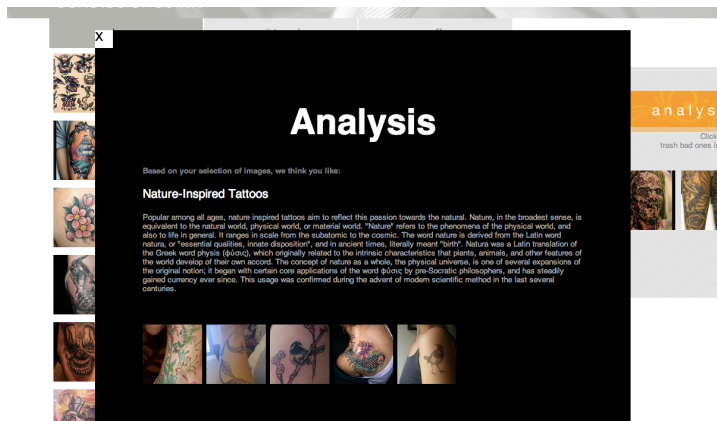 X
Analysis
Based on your selection of images, we think you like:
Nature-Inspired Tattoos
Popular among all ages, nature inspired tattoos aim to reflect this passion towards the natural. Nature, in the broadest sense, is
equivalent to the natural world, physical world, or material world. "Nature" refers to the phenomena of the physical world, and
also to life in general. It ranges in scale from the subatomic to the cosmic. The word nature is derived from the Latin word
natura, or "essential qualities, innate disposition", and in ancient times, literally meant "birth". Natura was a Latin translation of
the Greek word physis (φύσις), which originally related to the intrinsic characteristics that plants, animals, and other features of
the world develop of their own accord. The concept of nature as a whole, the physical universe, is one of several expansions of
the original notion; it began with certain core applications of the word φύσις by pre-Socratic philosophers, and has steadily
gained currency ever since. This usage was confirmed during the advent of modern scientific method in the last several
centuries.
analys
Click
trash bad ones i